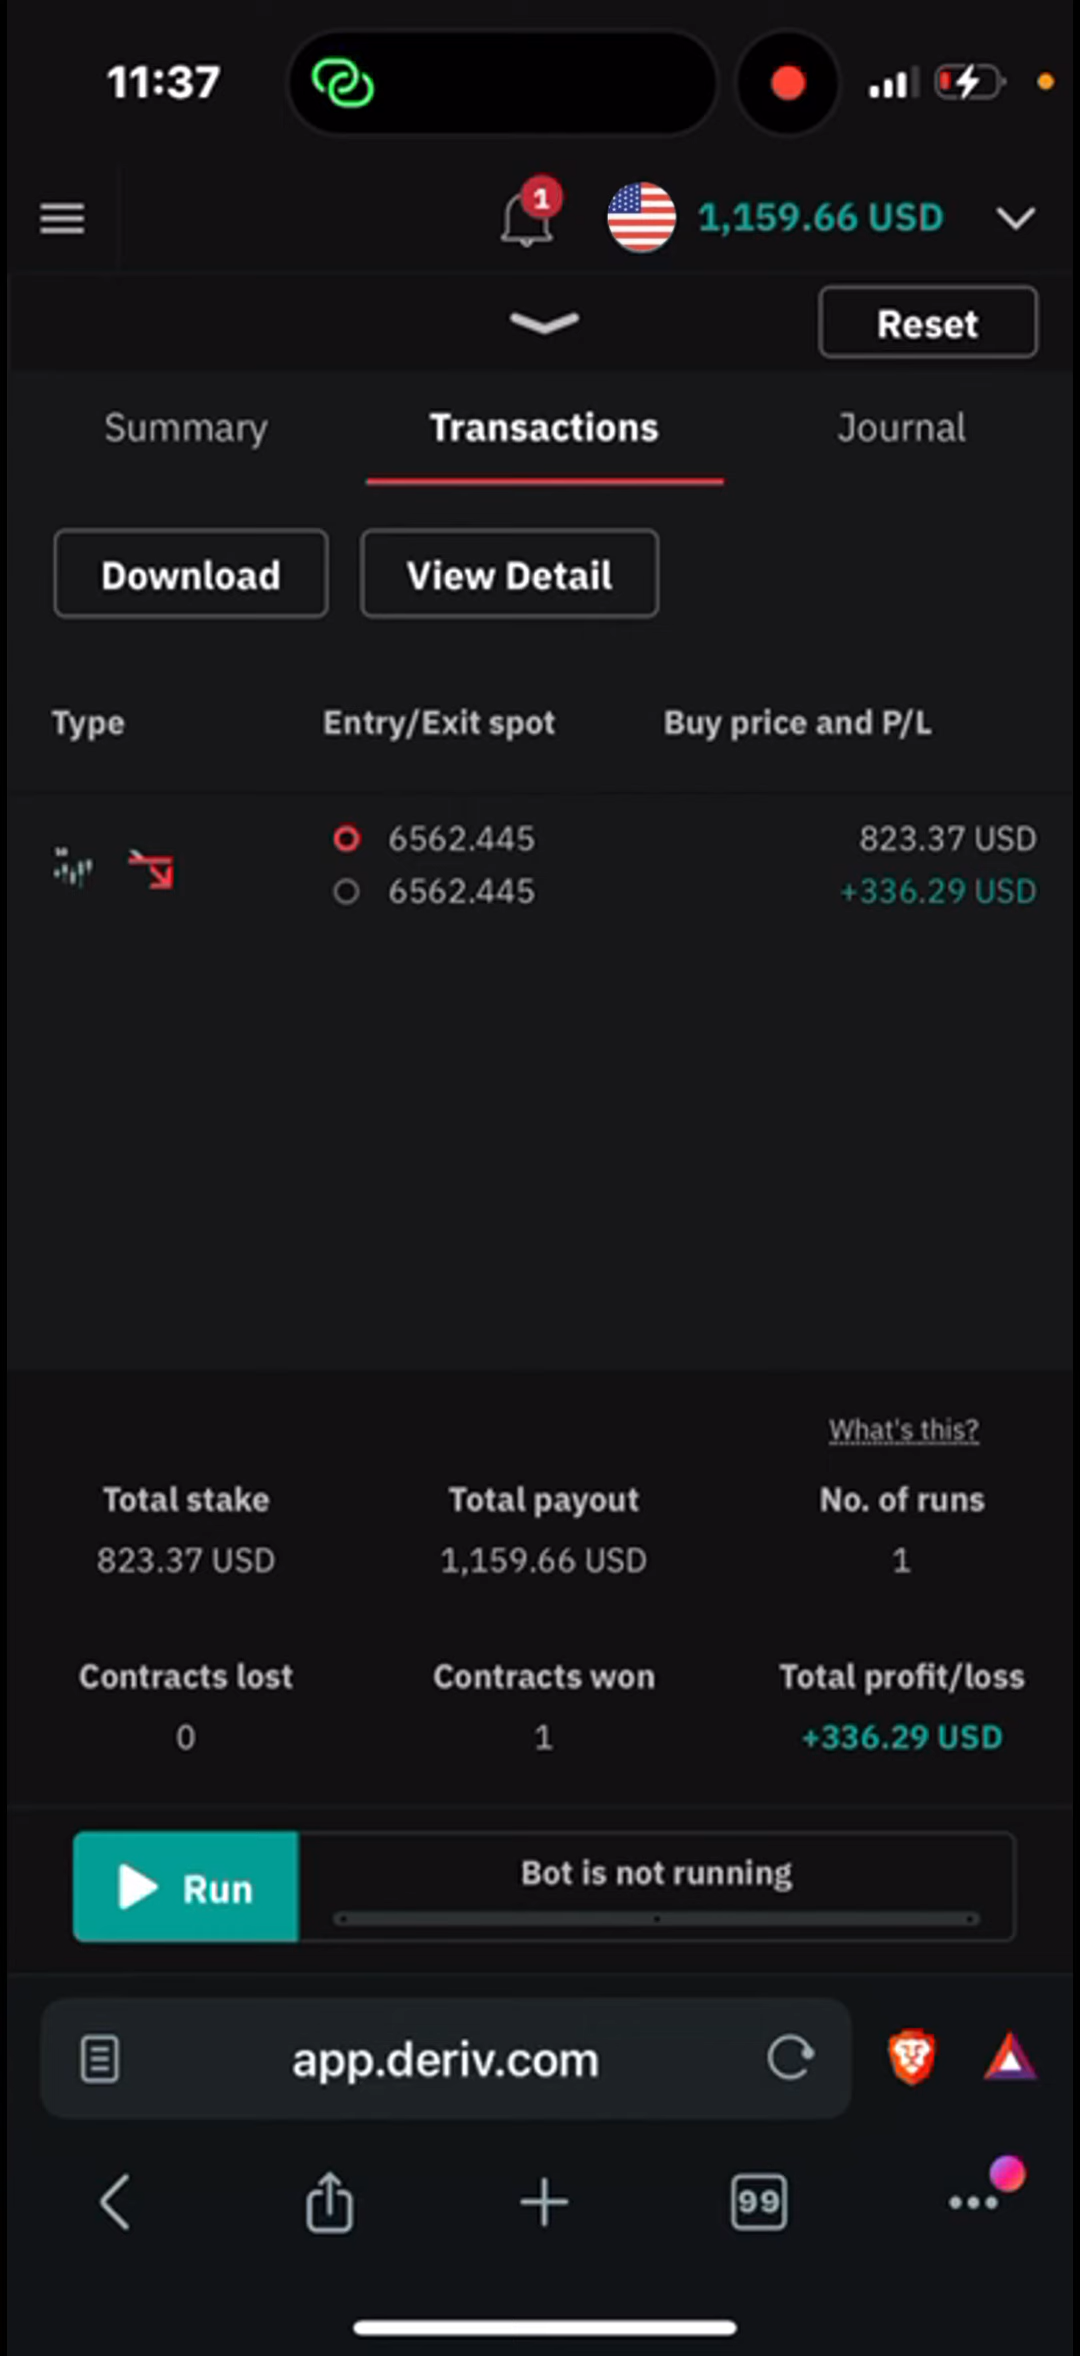 11:37
1
1,159.66 USD
Reset
Summary Transactions Journal
Download View Detail
Type Entry/Exit spot Buy price and P/L
6562.445 823.37 USD
6562.445 +336.29 USD
What's this?
Total stake Total payout No. of runs
823.37 USD 1,159.66 USD 1
Contracts lost Contracts won Total profit/loss
0 1 +336.29 USD
Run Bot is not running
app.deriv.com
99